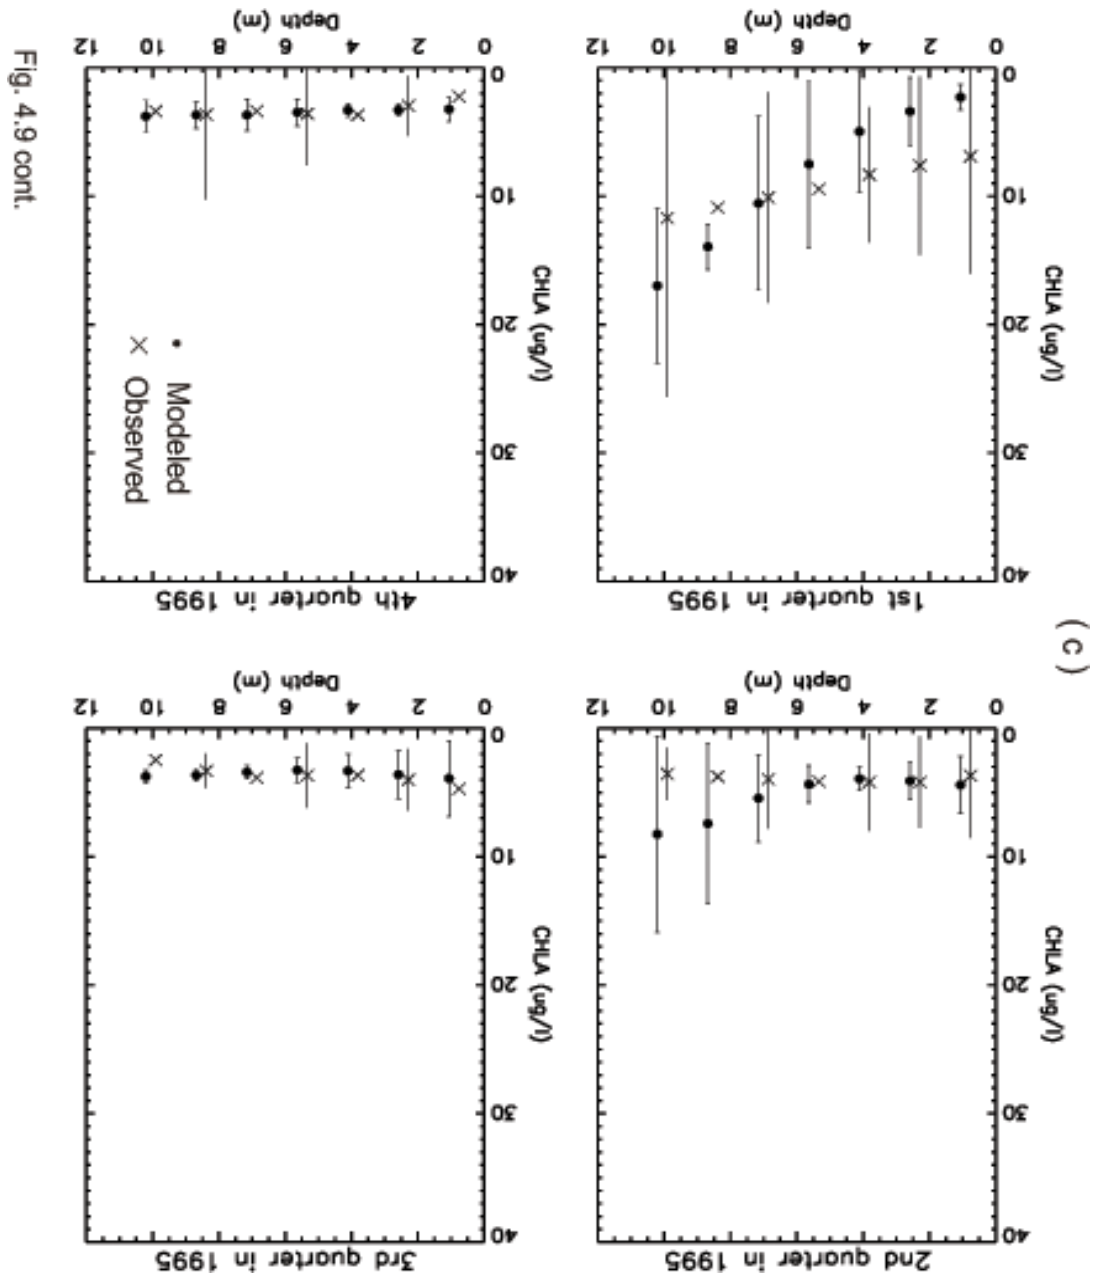 ( c )
CHLA (ug/l)
0 10 20 30 40
0
2
4
6
8
10
12
Depth (m)
1st quarter in 1995
CHLA (ug/l)
0 10 20 30 40
0
2
4
6
8
10
12
Depth (m)
2nd quarter in 1995
CHLA (ug/l)
0 10 20 30 40
0
2
4
6
8
10
12
Depth (m)
4th quarter in 1995
Modeled
Observed
CHLA (ug/l)
0 10 20 30 40
0
2
4
6
8
10
12
Depth (m)
3rd quarter in 1995
Fig. 4.9 cont.